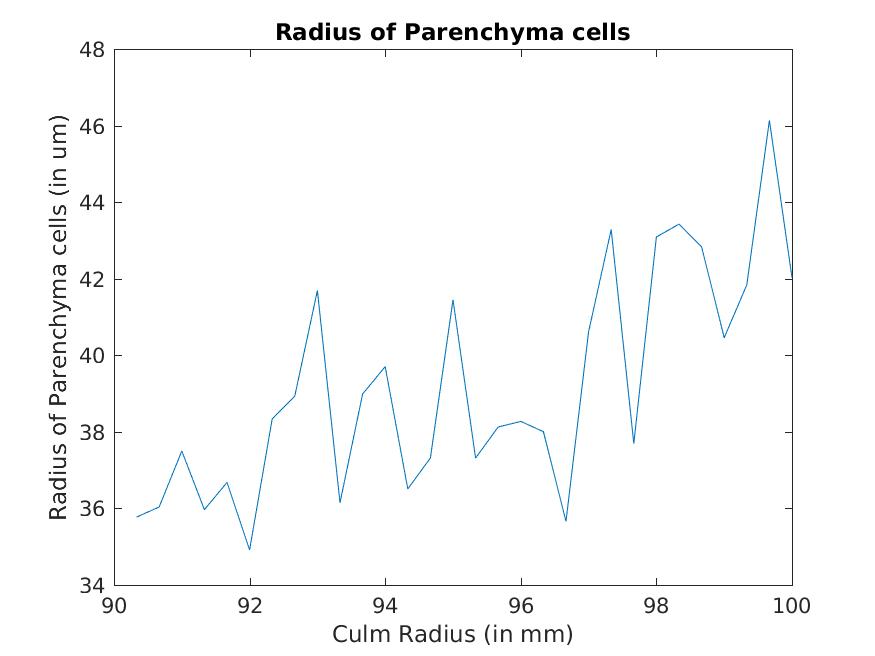 Radius of Parenchyma cells
48
46
44
42
40
38
36
34
Radius of Parenchyma cells (in um)
90 92 94 96 98 100
Culm Radius (in mm)